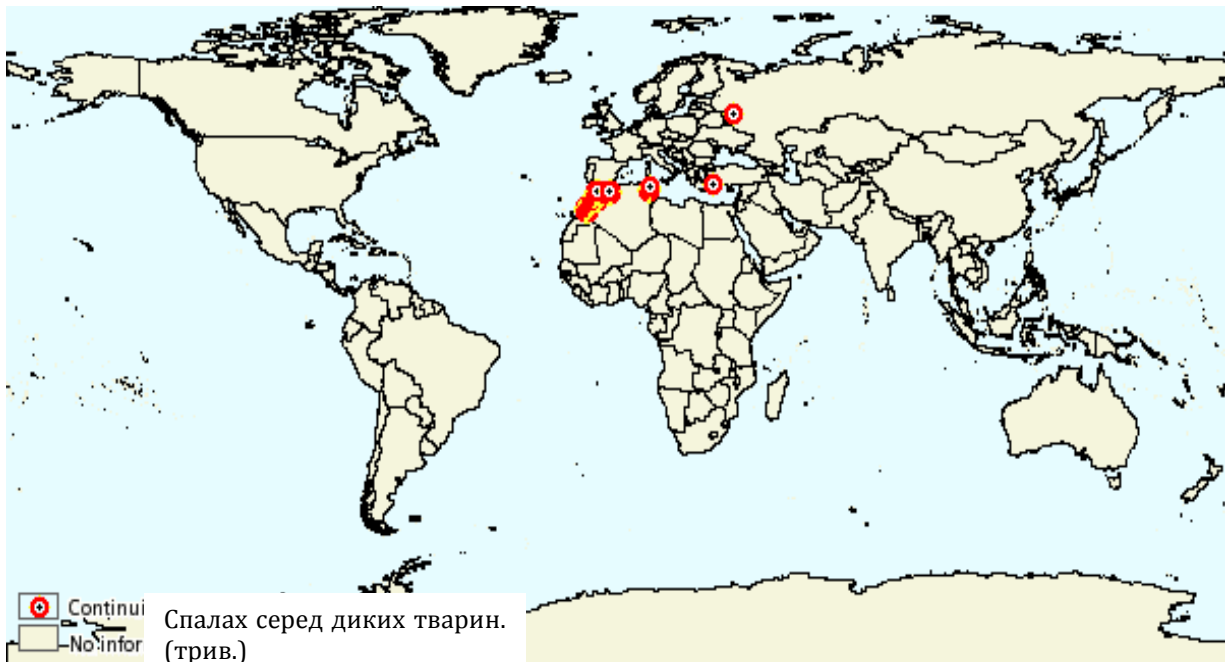 Continui
No infor
Спалах серед диких тварин.
(трив.)